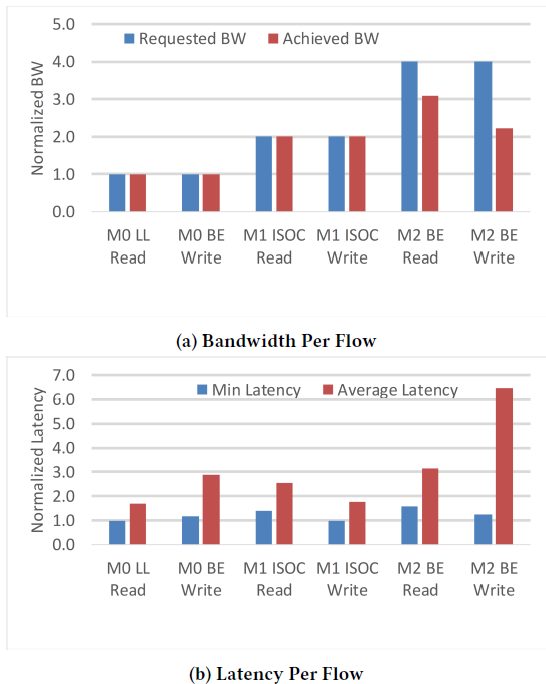 5.0
Requested BW
Achieved BW
4.0
3.0
2.0
1.0
0.0
Normalized BW
M0 LL
Read
M0 BE
Write
M1 ISOC
Read
M1 ISOC
Write
M2 BE
Read
M2 BE
Write
(a) Bandwidth Per Flow
7.0
Min Latency
Average Latency
6.0
5.0
4.0
3.0
2.0
1.0
0.0
Normalized Latency
M0 LL
Read
M0 BE
Write
M1 ISOC
Read
M1 ISOC
Write
M2 BE
Read
M2 BE
Write
(b) Latency Per Flow